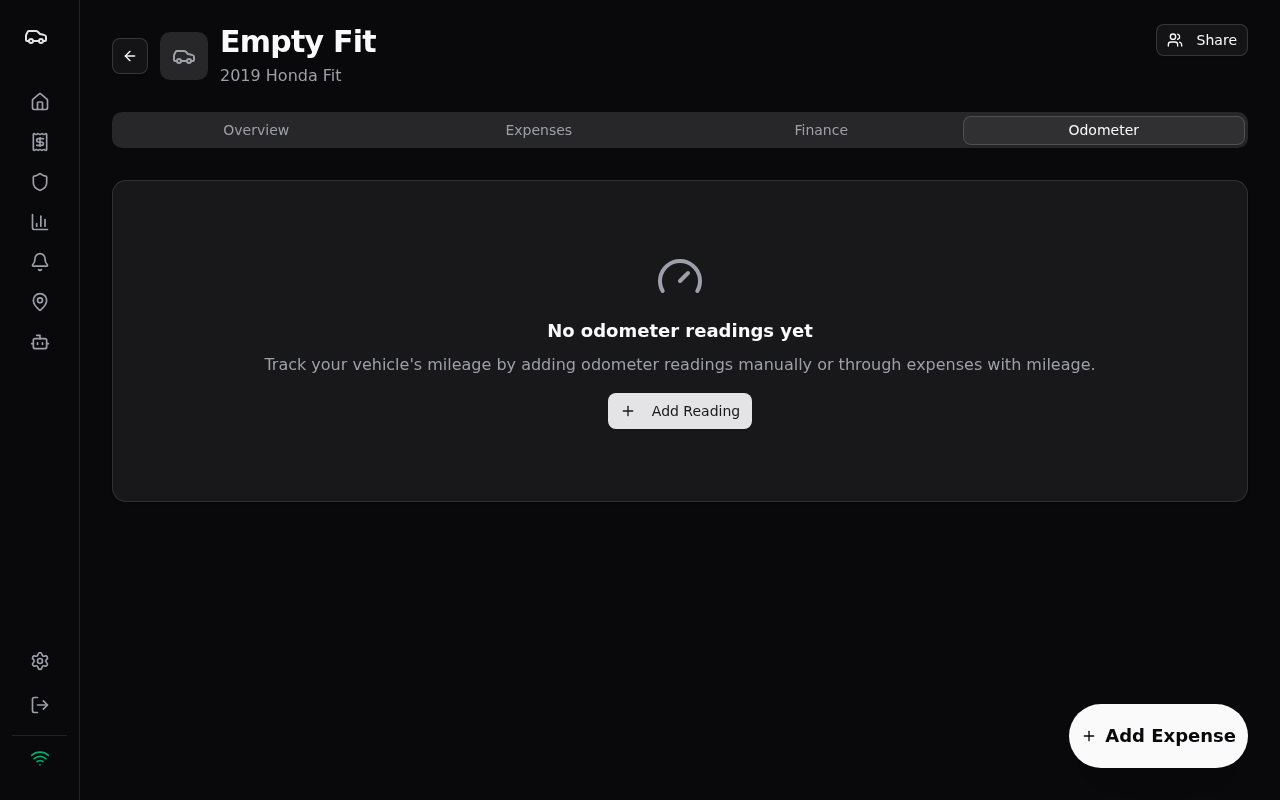 Empty Fit
2019 Honda Fit
Share
Overview
Expenses
Finance
Odometer
No odometer readings yet
Track your vehicle's mileage by adding odometer readings manually or through expenses with mileage.
Add Reading
Add Expense